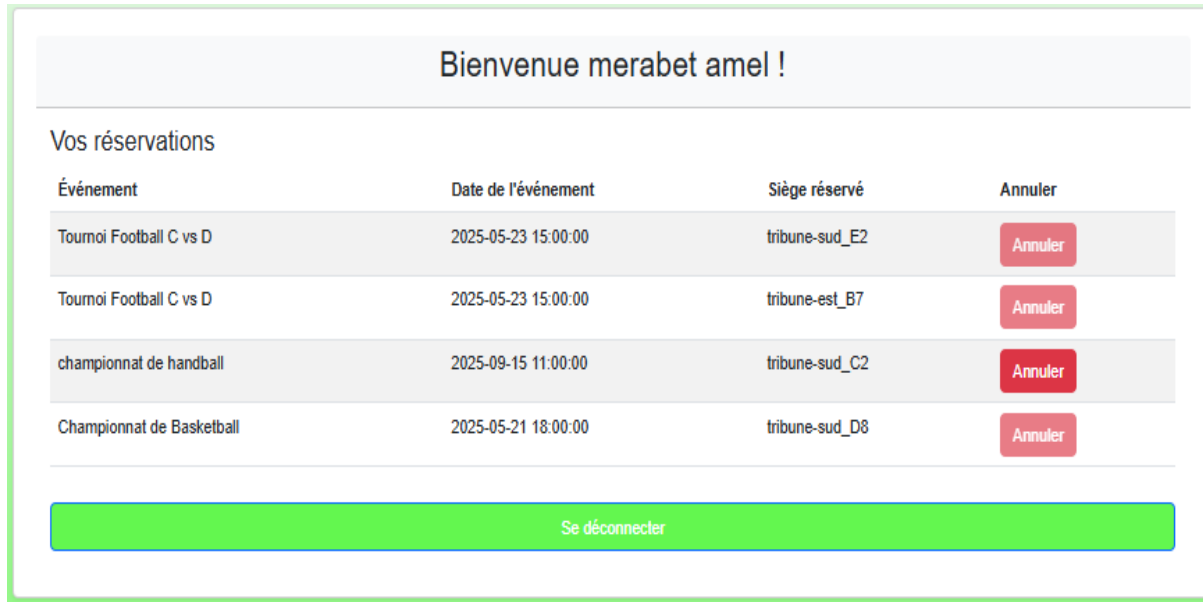 Bienvenue merabet amel !
Vos réservations
Événement Date de l'événement Siège réservé Annuler
Tournoi Football C vs D 2025-05-23 15:00:00 tribune-sud_E2 Annuler
Tournoi Football C vs D 2025-05-23 15:00:00 tribune-est_B7 Annuler
championnat de handball 2025-09-15 11:00:00 tribune-sud_C2 Annuler
Championnat de Basketball 2025-05-21 18:00:00 tribune-sud_D8 Annuler
Se déconnecter